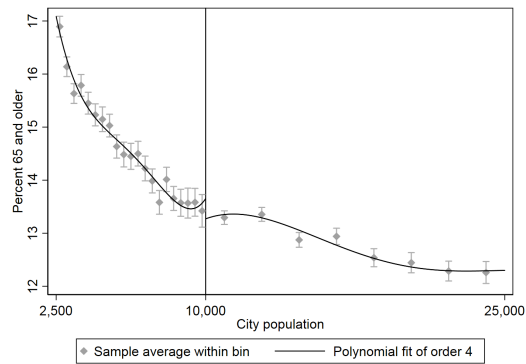 17
16
15
14
13
12
Percent 65 and older
2,500
10,000
25,000
City population
Sample average within bin
Polynomial fit of order 4